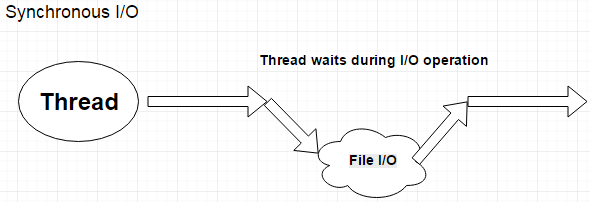 Synchronous I/O
Thread waits during I/O operation
Thread
File I/O